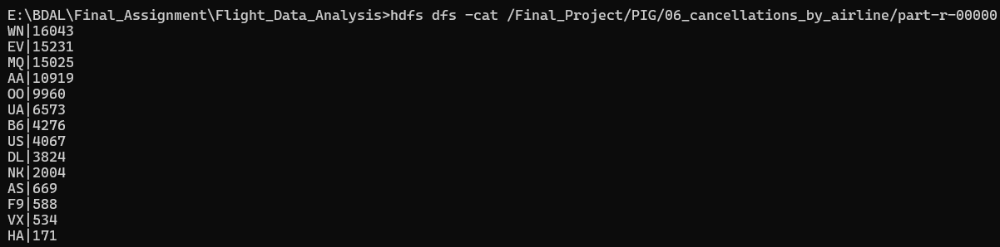 E:\BDAL\Final_Assignment\Flight_Data_Analysis>hdfs dfs -cat /Final_Project/PIG/06_cancellations_by_airline/part-r-00000
WN|16043
EV|15231
MQ|15025
AA|10919
OO|9960
UA|6573
B6|4276
US|4067
DL|3824
NK|2004
AS|669
F9|588
VX|534
HA|171